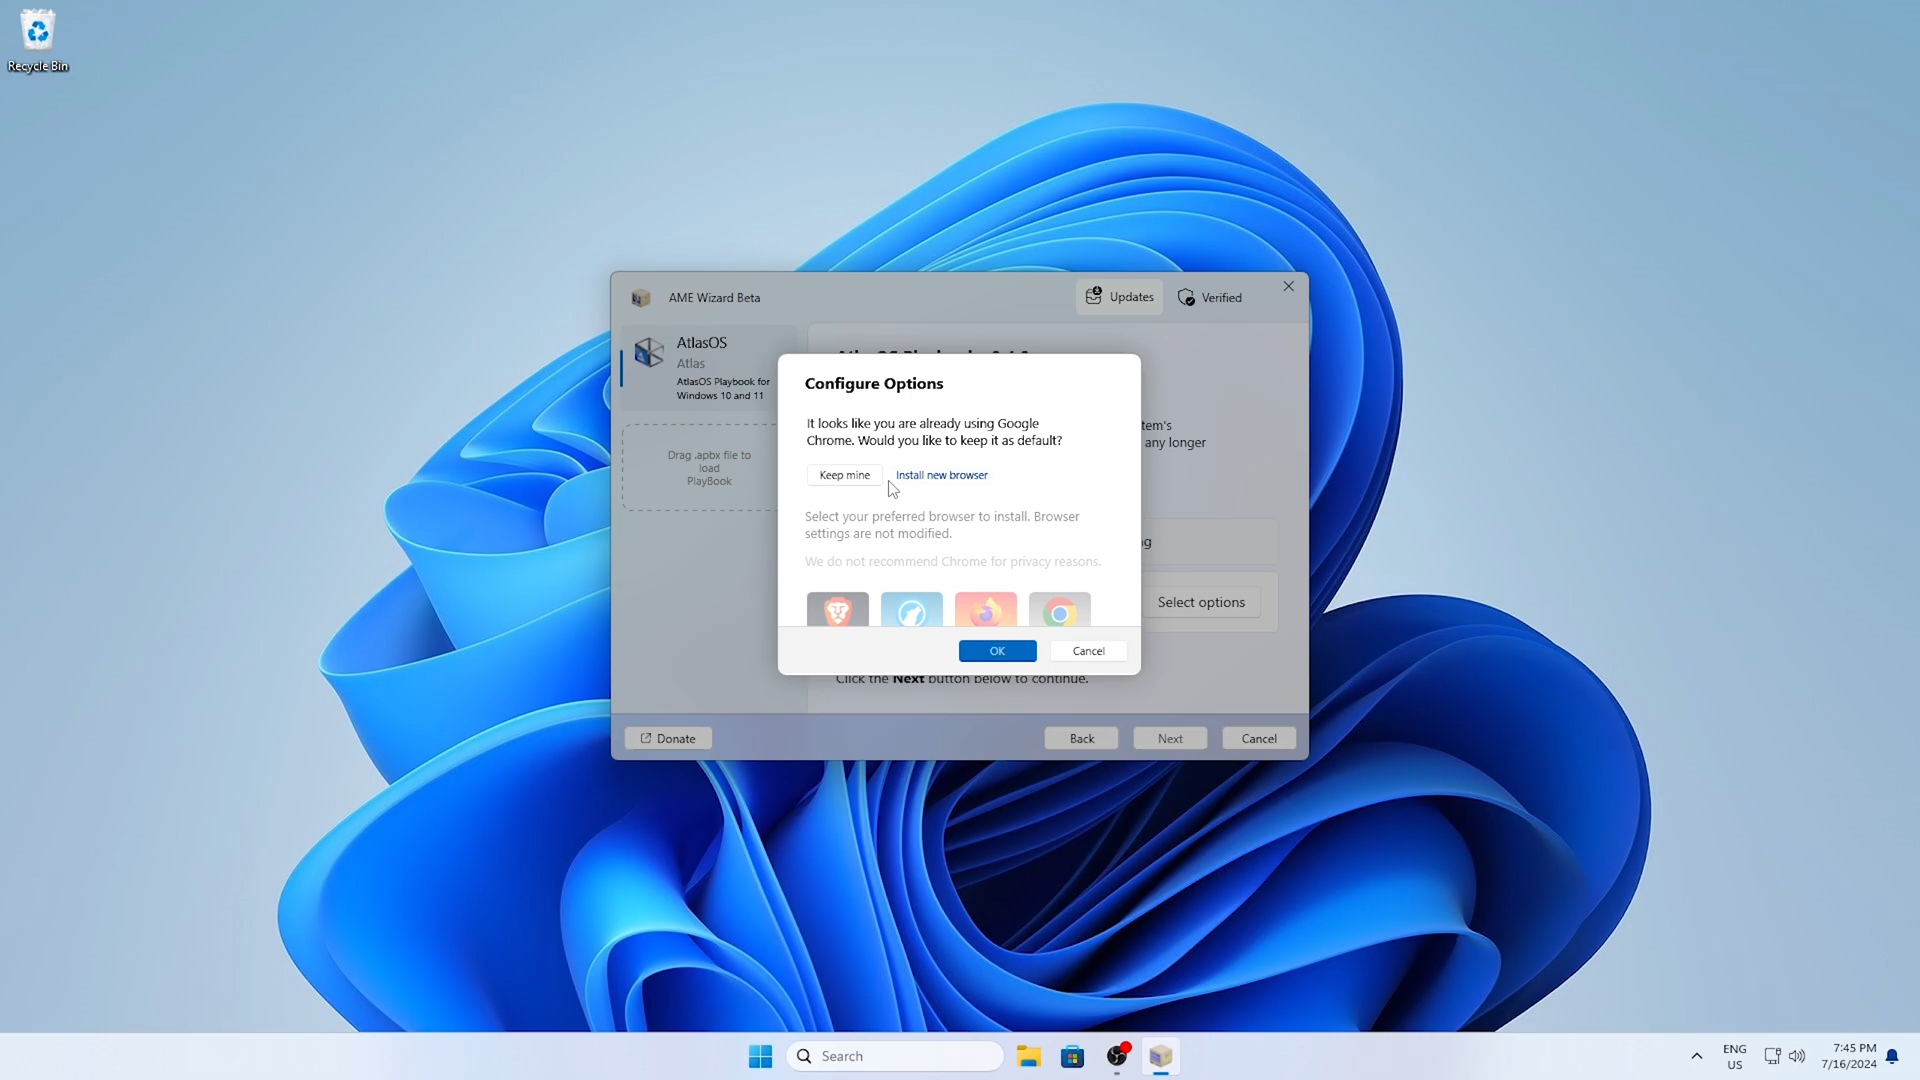 Recycle Bin
AME Wizard Beta
Updates
Verified
AtlasOS
Atlas
AtlasOS Playbook for
Windows 10 and 11
Drag .apbx file to
load
PlayBook
Configure Options
It looks like you are already using Google
Chrome. Would you like to keep it as default?
Keep mine
Install new browser
Select your preferred browser to install. Browser
settings are not modified.
We do not recommend Chrome for privacy reasons.
OK
Cancel
tem's
any longer
Select options
Click the Next button below to continue.
Donate
Back
Next
Cancel
Search
ENG
US
7:45 PM
7/16/2024